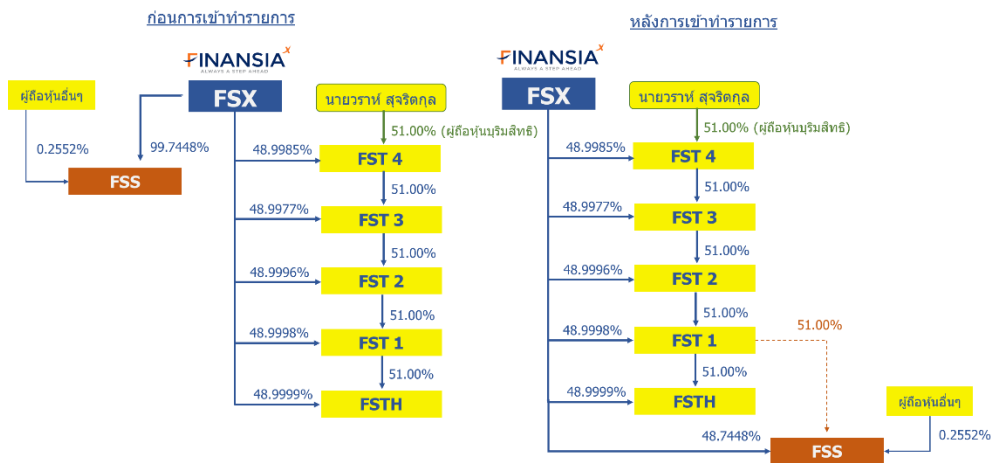 ก่อนการเข้าทำรายการ
FINANSIA X
ALWAYS A STEP AHEAD
ผู้ถือหุ้นอื่นๆ
FSX
นายวราห์ สุจริตกุล
51.00% (ผู้ถือหุ้นบุริมสิทธิ)
0.2552%
99.7448%
48.9985%
FST 4
FSS
51.00%
48.9977%
FST 3
51.00%
48.9996%
FST 2
51.00%
48.9998%
FST 1
51.00%
48.9999%
FSTH
หลังการเข้าทำรายการ
FINANSIA X
ALWAYS A STEP AHEAD
FSX
นายวราห์ สุจริตกุล
51.00% (ผู้ถือหุ้นบุริมสิทธิ)
48.9985%
FST 4
51.00%
48.9977%
FST 3
51.00%
48.9996%
FST 2
51.00%
51.00%
48.9998%
FST 1
51.00%
48.9999%
FSTH
ผู้ถือหุ้นอื่นๆ
48.7448%
0.2552%
FSS